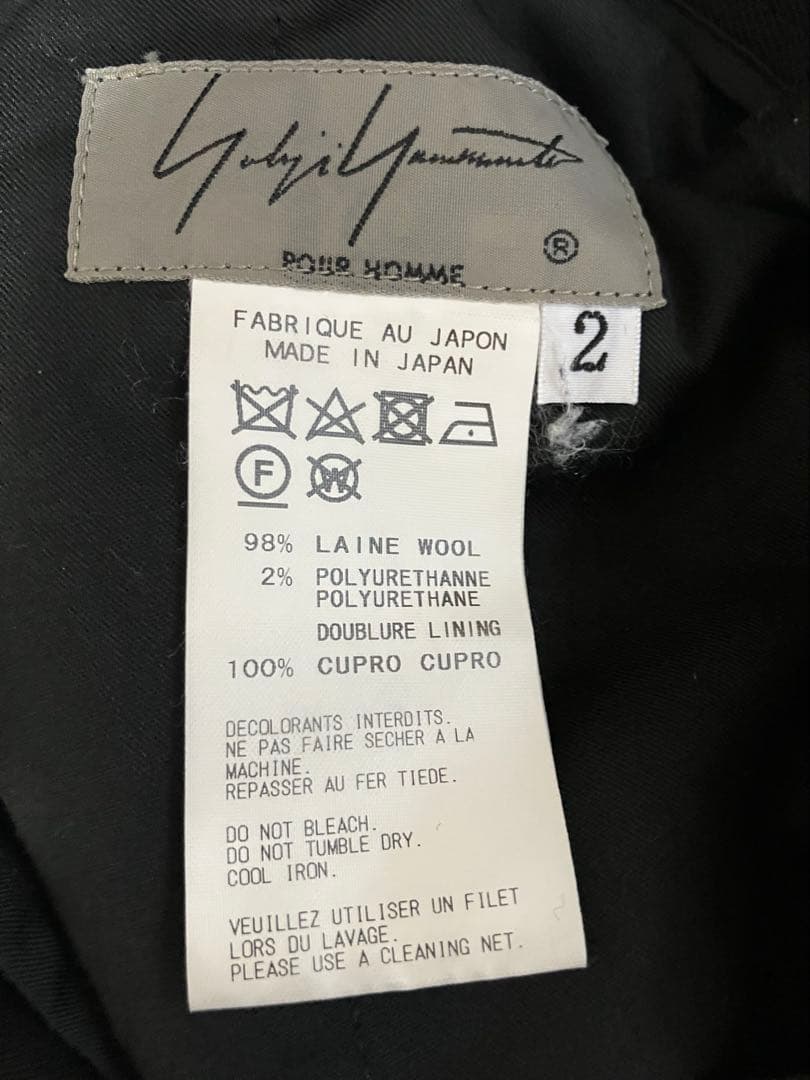 Yohji Yamamoto
®
POUR HOMME
FABRIQUE AU JAPON
MADE IN JAPAN
2
F
W
98% LAINE WOOL
2% POLYURETHANNE
POLYURETHANE
DOUBLURE LINING
100% CUPRO CUPRO
DECOLORANTS INTERDITS.
NE PAS FAIRE SECHER A LA
MACHINE.
REPASSER AU FER TIEDE.
DO NOT BLEACH.
DO NOT TUMBLE DRY.
COOL IRON.
VEUILLEZ UTILISER UN FILET
LORS DU LAVAGE.
PLEASE USE A CLEANING NET.